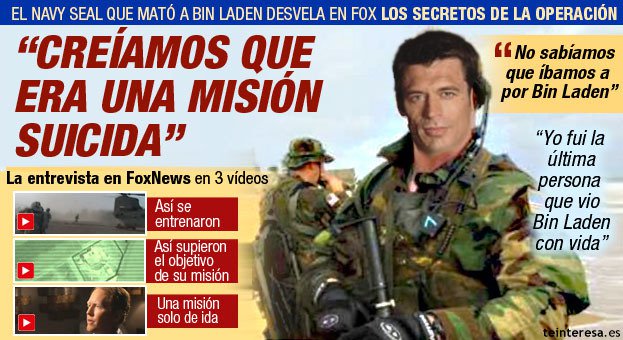 EL NAVY SEAL QUE MATÓ A BIN LADEN DESVELA EN FOX LOS SECRETOS DE LA OPERACIÓN
“CREÍAMOS QUE
ERA UNA MISIÓN
SUICIDA”
La entrevista en FoxNews en 3 vídeos
Así se
entrenaron
Así supieron
el objetivo
de su misión
Una misión
solo de ida
“No sabíamos
que íbamos a
por Bin Laden”
“Yo fui la
última
persona
que vio
Bin Laden
con vida”
teinteresa.es